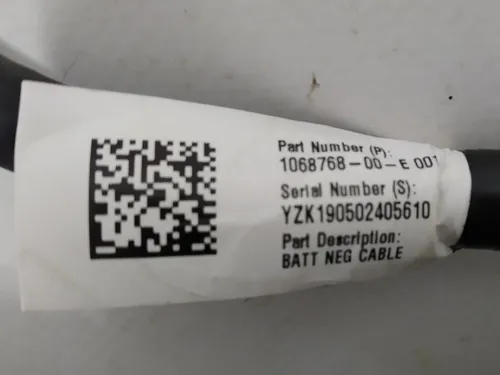 Part Number (P):
1068768-00-E 001
Serial Number (S):
YZK190502405610
Part Description:
BATT NEG CABLE